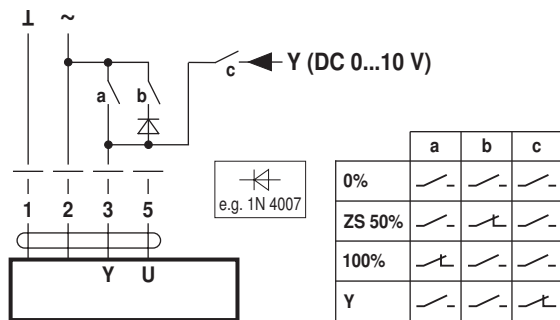 ⊥ ~
c Y (DC 0...10 V)
a b
e.g. 1N 4007
1 2 3 5
Y U
a b c
0%
ZS 50%
100%
Y